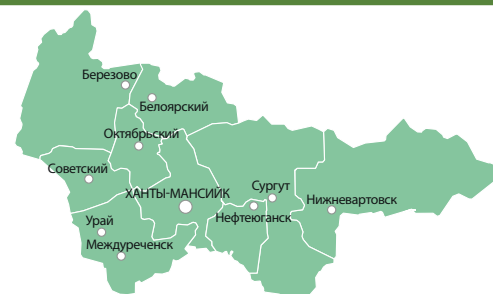 Березово
Белоярский
Октябрьский
Советский
ХАНТЫ-МАНСИЙК
Сургут
Нижневартовск
Нефтеюганск
Урай
Междуреченск